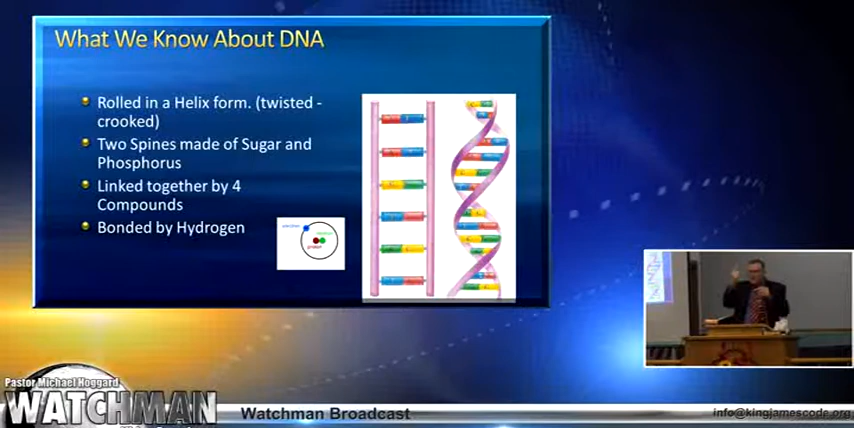 What We Know About DNA
Rolled in a Helix form. (twisted -
crooked)
Two Spines made of Sugar and
Phosphorus
Linked together by 4
Compounds
Bonded by Hydrogen
Pastor Michael Hoggard
WATCHMAN
Watchman Broadcast
info@kingjamescode.org